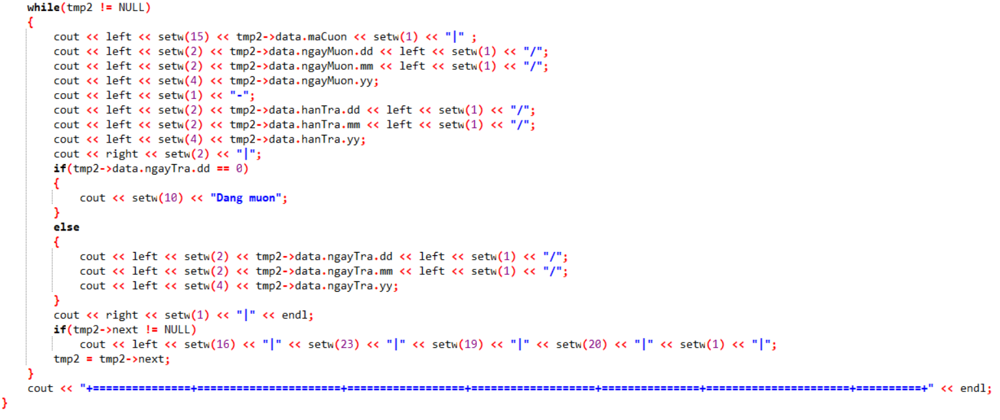 while(tmp2 != NULL)
{
cout << left << setw(15) << tmp2->data.maCuon << setw(1) << "|" ;
cout << left << setw(2) << tmp2->data.ngayMuon.dd << left << setw(1) << "/";
cout << left << setw(2) << tmp2->data.ngayMuon.mm << left << setw(1) << "/";
cout << left << setw(4) << tmp2->data.ngayMuon.yy;
cout << left << setw(1) << "-";
cout << left << setw(2) << tmp2->data.hanTra.dd << left << setw(1) << "/";
cout << left << setw(2) << tmp2->data.hanTra.mm << left << setw(1) << "/";
cout << left << setw(4) << tmp2->data.hanTra.yy;
cout << right << setw(2) << "|";
if(tmp2->data.ngayTra.dd == 0)
{
cout << setw(10) << "Dang muon";
}
else
{
cout << left << setw(2) << tmp2->data.ngayTra.dd << left << setw(1) << "/";
cout << left << setw(2) << tmp2->data.ngayTra.mm << left << setw(1) << "/";
cout << left << setw(4) << tmp2->data.ngayTra.yy;
}
cout << right << setw(1) << "|" << endl;
if(tmp2->next != NULL)
cout << left << setw(16) << "|" << setw(23) << "|" << setw(19) << "|" << setw(20) << "|" << setw(1) << "|";
tmp2 = tmp2->next;
}
cout << "+===============+======================+==================+===================+===============+======================+==========+" << endl;
}